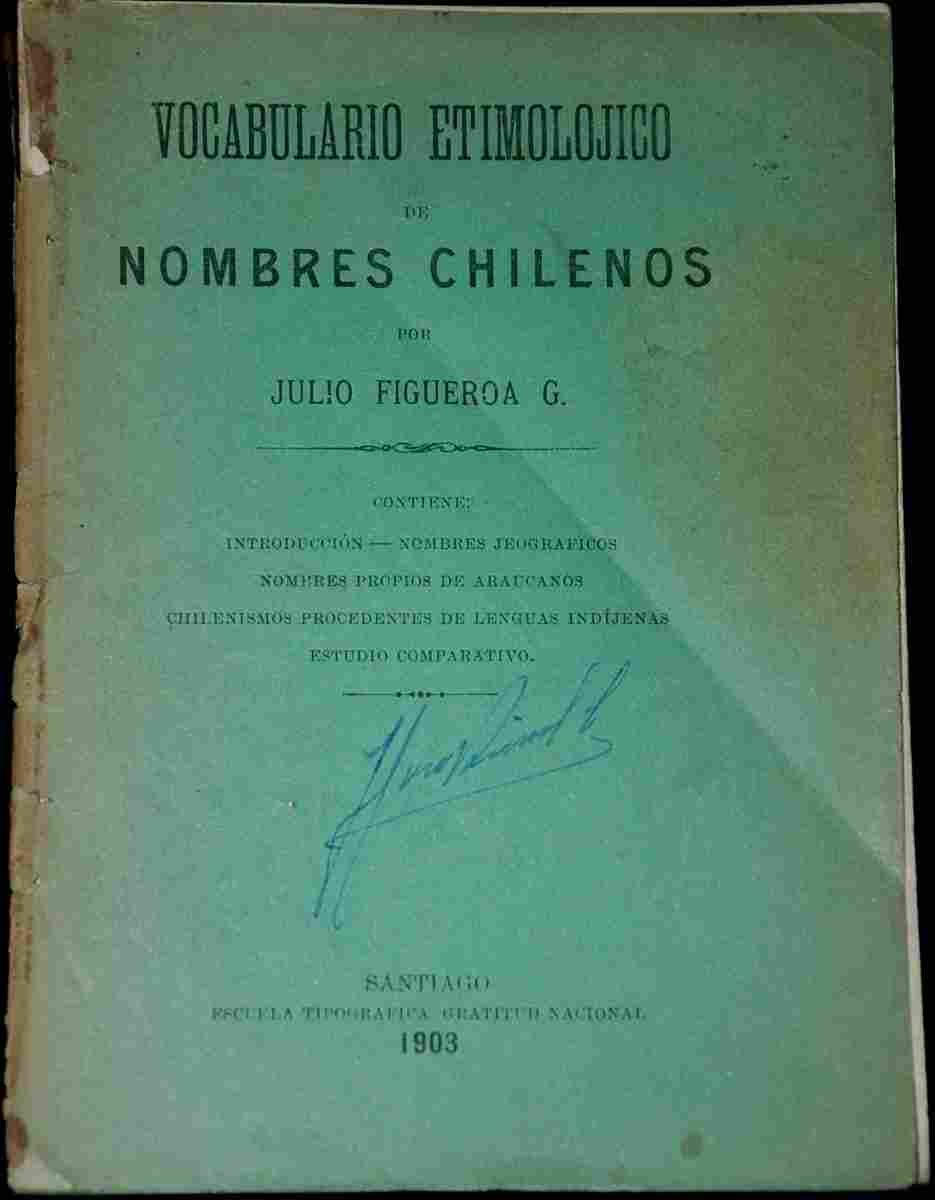 VOCABULARIO ETIMOLOJICO
DE
NOMBRES CHILENOS
POR
JULIO FIGUEROA G.
CONTIENE:
INTRODUCCIÓN — NOMBRES JEOGRAFICOS
NOMBRES PROPIOS DE ARAUCANOS
CHILENISMOS PROCEDENTES DE LENGUAS INDÍJENAS
ESTUDIO COMPARATIVO.
SANTIAGO
ESCUELA TIPOGRAFICA GRATITUD NACIONAL
1903